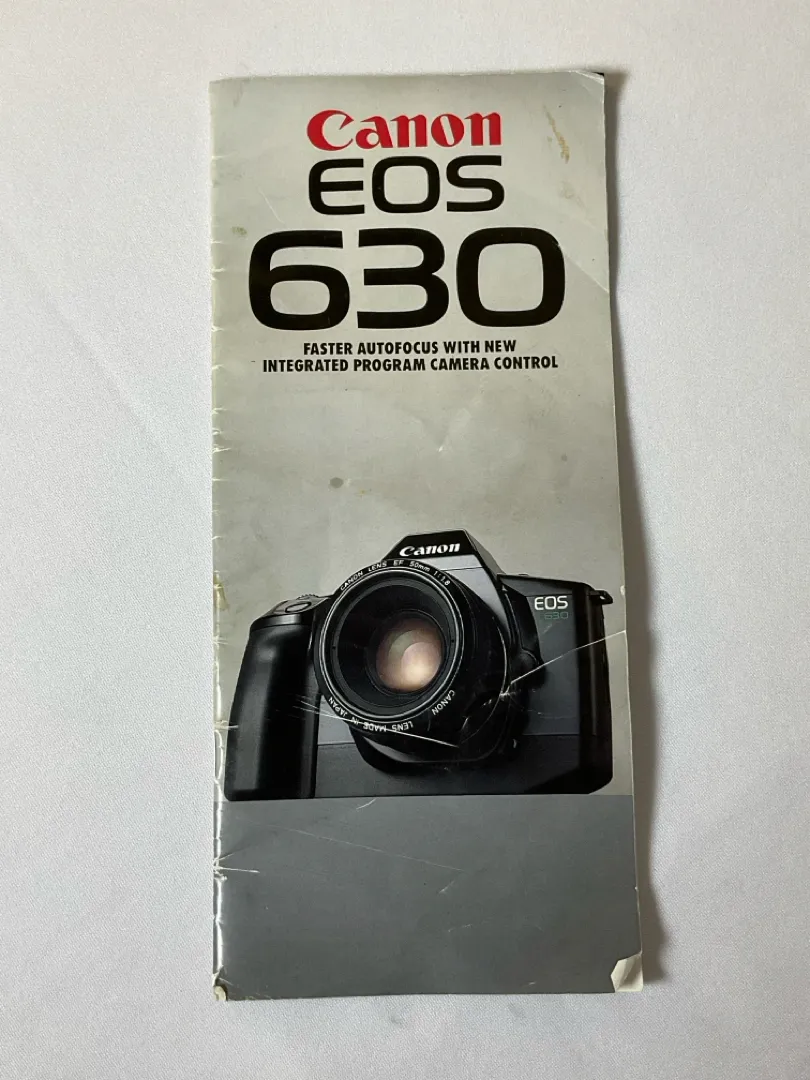 Canon
EOS
630
FASTER AUTOFOCUS WITH NEW
INTEGRATED PROGRAM CAMERA CONTROL
Canon
CANON LENS EF 50mm 1:1.8
EOS
630
CANON LENS MADE IN JAPAN